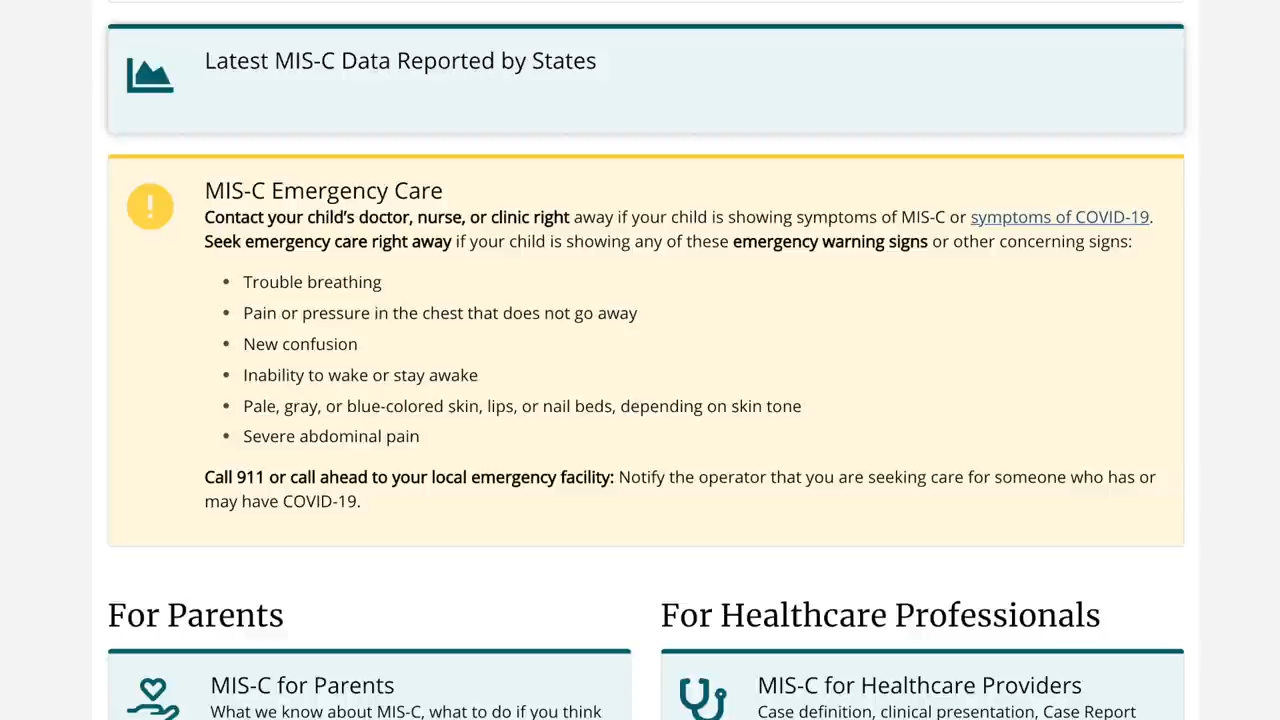 Latest MIS-C Data Reported by States
MIS-C Emergency Care
Contact your child’s doctor, nurse, or clinic right away if your child is showing symptoms of MIS-C or symptoms of COVID-19.
Seek emergency care right away if your child is showing any of these emergency warning signs or other concerning signs:
• Trouble breathing
• Pain or pressure in the chest that does not go away
• New confusion
• Inability to wake or stay awake
• Pale, gray, or blue-colored skin, lips, or nail beds, depending on skin tone
• Severe abdominal pain
Call 911 or call ahead to your local emergency facility: Notify the operator that you are seeking care for someone who has or
may have COVID-19.
For Parents
MIS-C for Parents
What we know about MIS-C, what to do if you think
For Healthcare Professionals
MIS-C for Healthcare Providers
Case definition, clinical presentation, Case Report